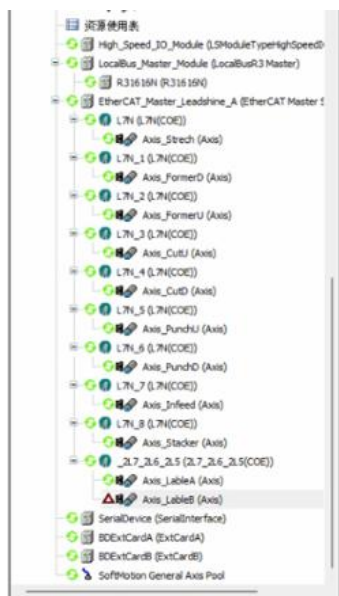 资源使用表
High_Speed_IO_Module (LSModuleTypeHighSpeedI
LocalBus_Master_Module (LocalBusR3 Master)
R31616N (R31616N)
EtherCAT_Master_Leadshine_A (EtherCAT Master S
L7N (L7N(COE))
Axis_Strech (Axis)
L7N_1 (L7N(COE))
Axis_FormerD (Axis)
L7N_2 (L7N(COE))
Axis_FormerU (Axis)
L7N_3 (L7N(COE))
Axis_CutU (Axis)
L7N_4 (L7N(COE))
Axis_CutD (Axis)
L7N_5 (L7N(COE))
Axis_PunchU (Axis)
L7N_6 (L7N(COE))
Axis_PunchD (Axis)
L7N_7 (L7N(COE))
Axis_Infeed (Axis)
L7N_8 (L7N(COE))
Axis_Stacker (Axis)
_2L7_2L6_2L5 (2L7_2L6_2L5(COE))
Axis_LableA (Axis)
Axis_LableB (Axis)
SerialDevice (SerialInterface)
BDExtCardA (ExtCardA)
BDExtCardB (ExtCardB)
SoftMotion General Axis Pool